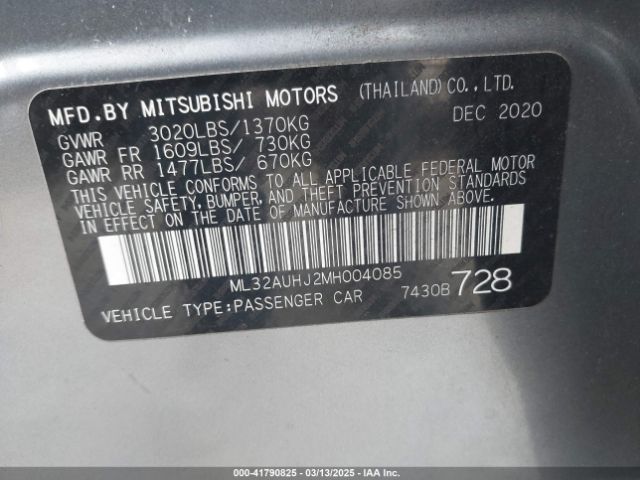 MFD.BY MITSUBISHI MOTORS (THAILAND)CO.,LTD.
DEC 2020
GVWR 3020LBS/1370KG
GAWR FR 1609LBS/ 730KG
GAWR RR 1477LBS/ 670KG
THIS VEHICLE CONFORMS TO ALL APPLICABLE FEDERAL MOTOR
VEHICLE SAFETY, BUMPER, AND THEFT PREVENTION STANDARDS
IN EFFECT ON THE DATE OF MANUFACTURE SHOWN ABOVE.
ML32AUHJ2MH004085
VEHICLE TYPE:PASSENGER CAR 7430B 728
000-41790825 - 03/13/2025 - IAAI.COM